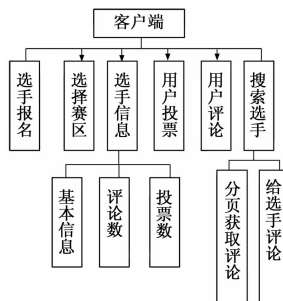 客户端
选手报名
选择赛区
选手信息
用户投票
用户评论
搜索选手
基本信息
评论数
投票数
分页获取评论
给选手评论